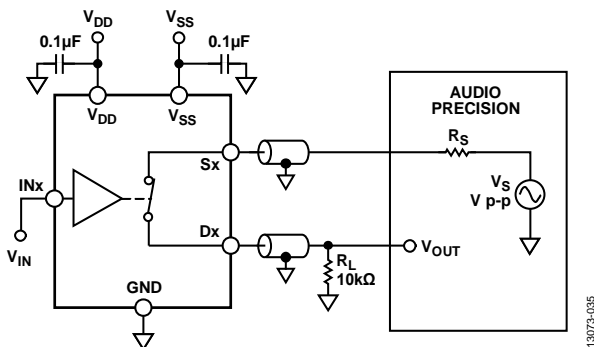 VDD
VSS
0.1µF
0.1µF
VDD
VSS
AUDIO
PRECISION
RS
Sx
VS
V p-p
INx
VIN
Dx
VOUT
RL
10kΩ
GND
13073-035